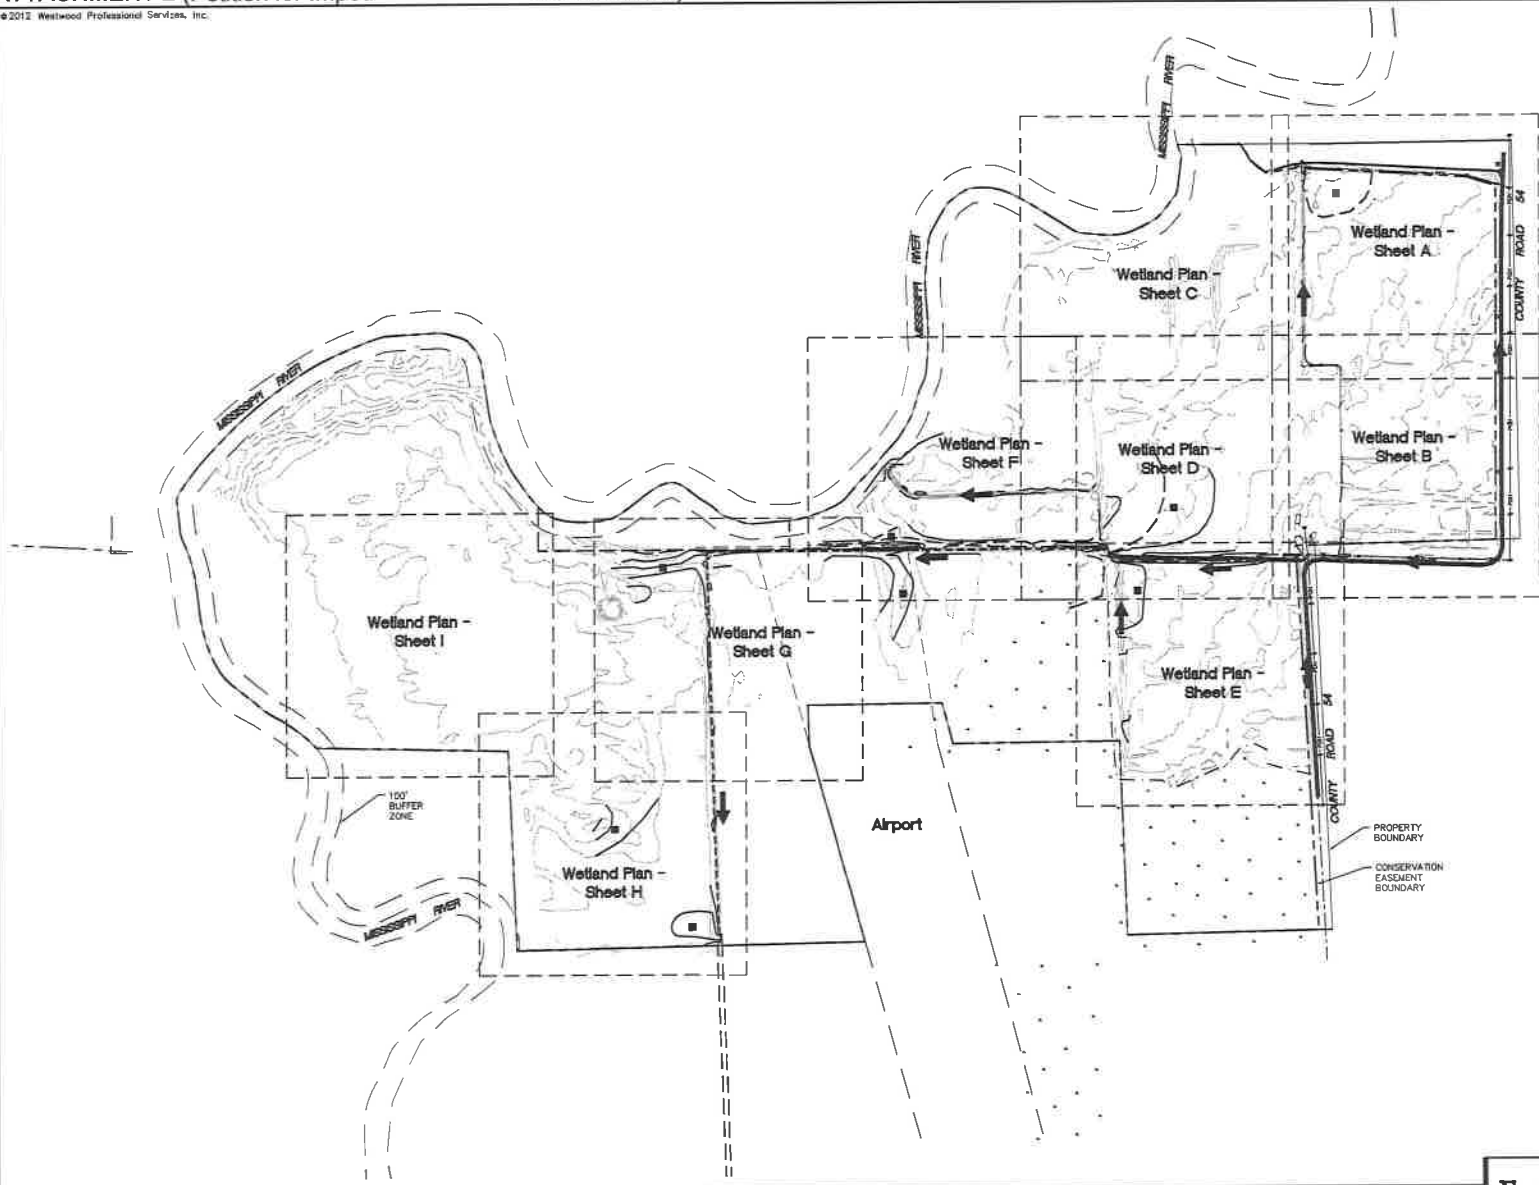 ©2012 Westwood Professional Services, Inc.
MISSISSIPPI RIVER
MISSISSIPPI RIVER
MISSISSIPPI RIVER
MISSISSIPPI RIVER
Wetland Plan -
Sheet A
COUNTY ROAD 54
Wetland Plan -
Sheet C
Wetland Plan -
Sheet F
Wetland Plan -
Sheet D
Wetland Plan -
Sheet B
Wetland Plan -
Sheet I
Wetland Plan -
Sheet G
Wetland Plan -
Sheet E
COUNTY ROAD 54
100'
BUFFER
ZONE
Airport
PROPERTY
BOUNDARY
CONSERVATION
EASEMENT
BOUNDARY
Wetland Plan -
Sheet H